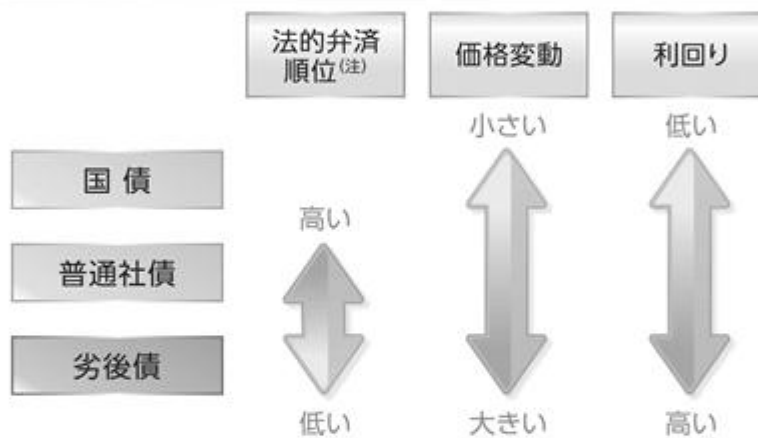 法的弁済
順位(注)
価格変動
利回り
小さい
低い
国債
高い
普通社債
劣後債
低い
大きい
高い